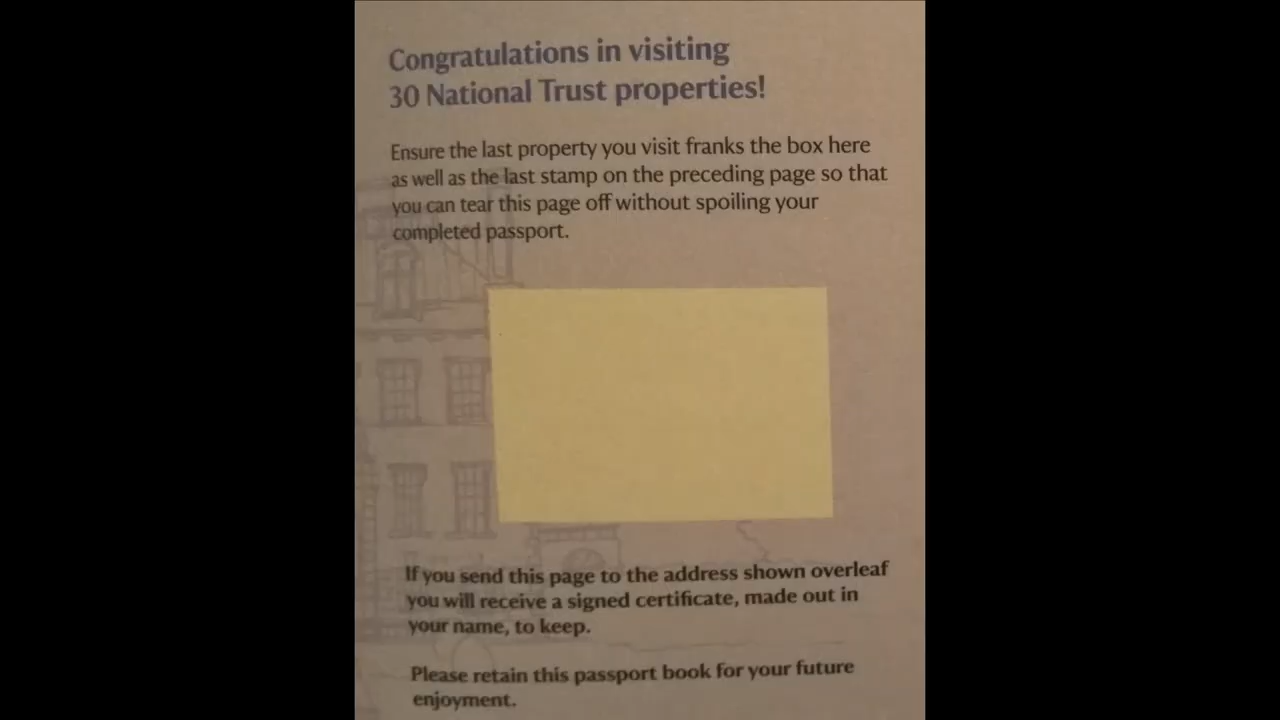 Congratulations in visiting
30 National Trust properties!
Ensure the last property you visit franks the box here
as well as the last stamp on the preceding page so that
you can tear this page off without spoiling your
completed passport.
If you send this page to the address shown overleaf
you will receive a signed certificate, made out in
your name, to keep.
Please retain this passport book for your future
enjoyment.